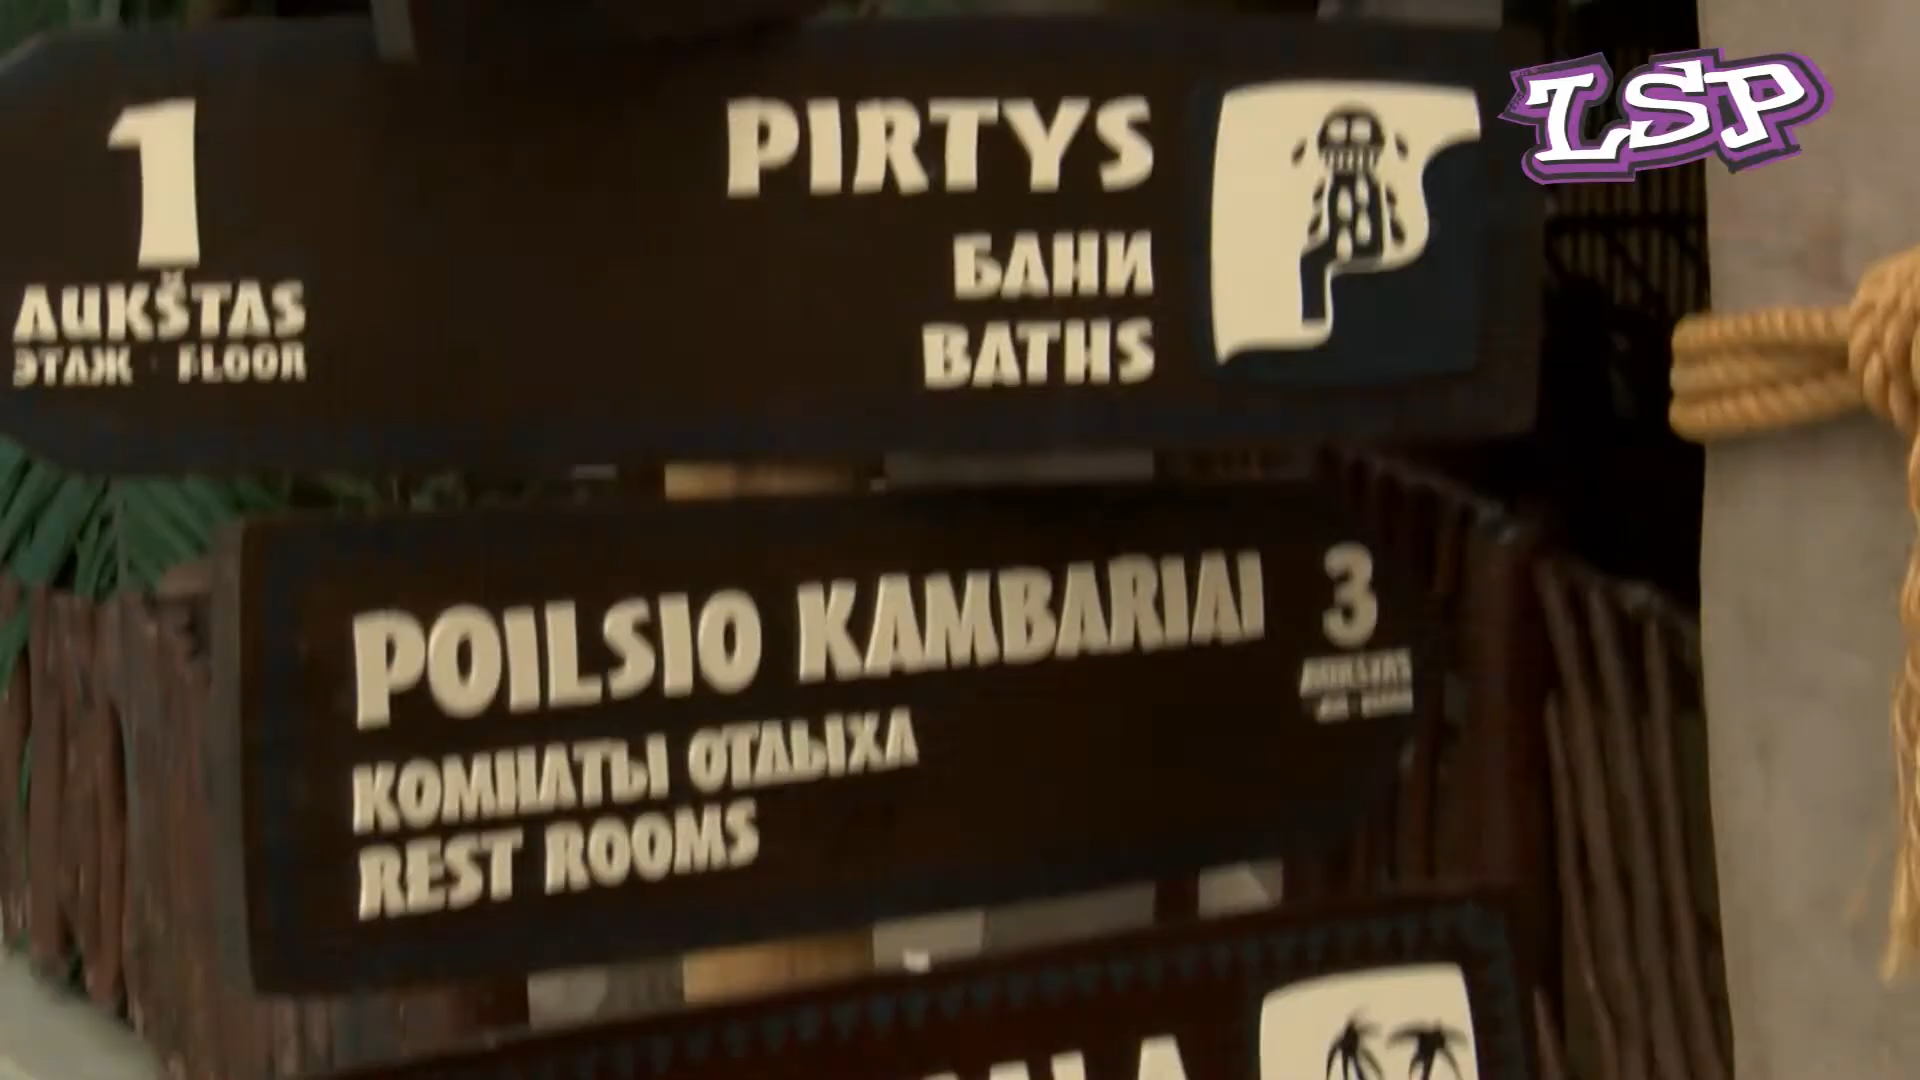 LSP
1
AUKŠTAS
ЭТАЖ · FLOOR
PIRTYS
БАНИ
BATHS
POILSIO KAMBARIAI
КОМНАТЫ ОТДЫХА
REST ROOMS
3